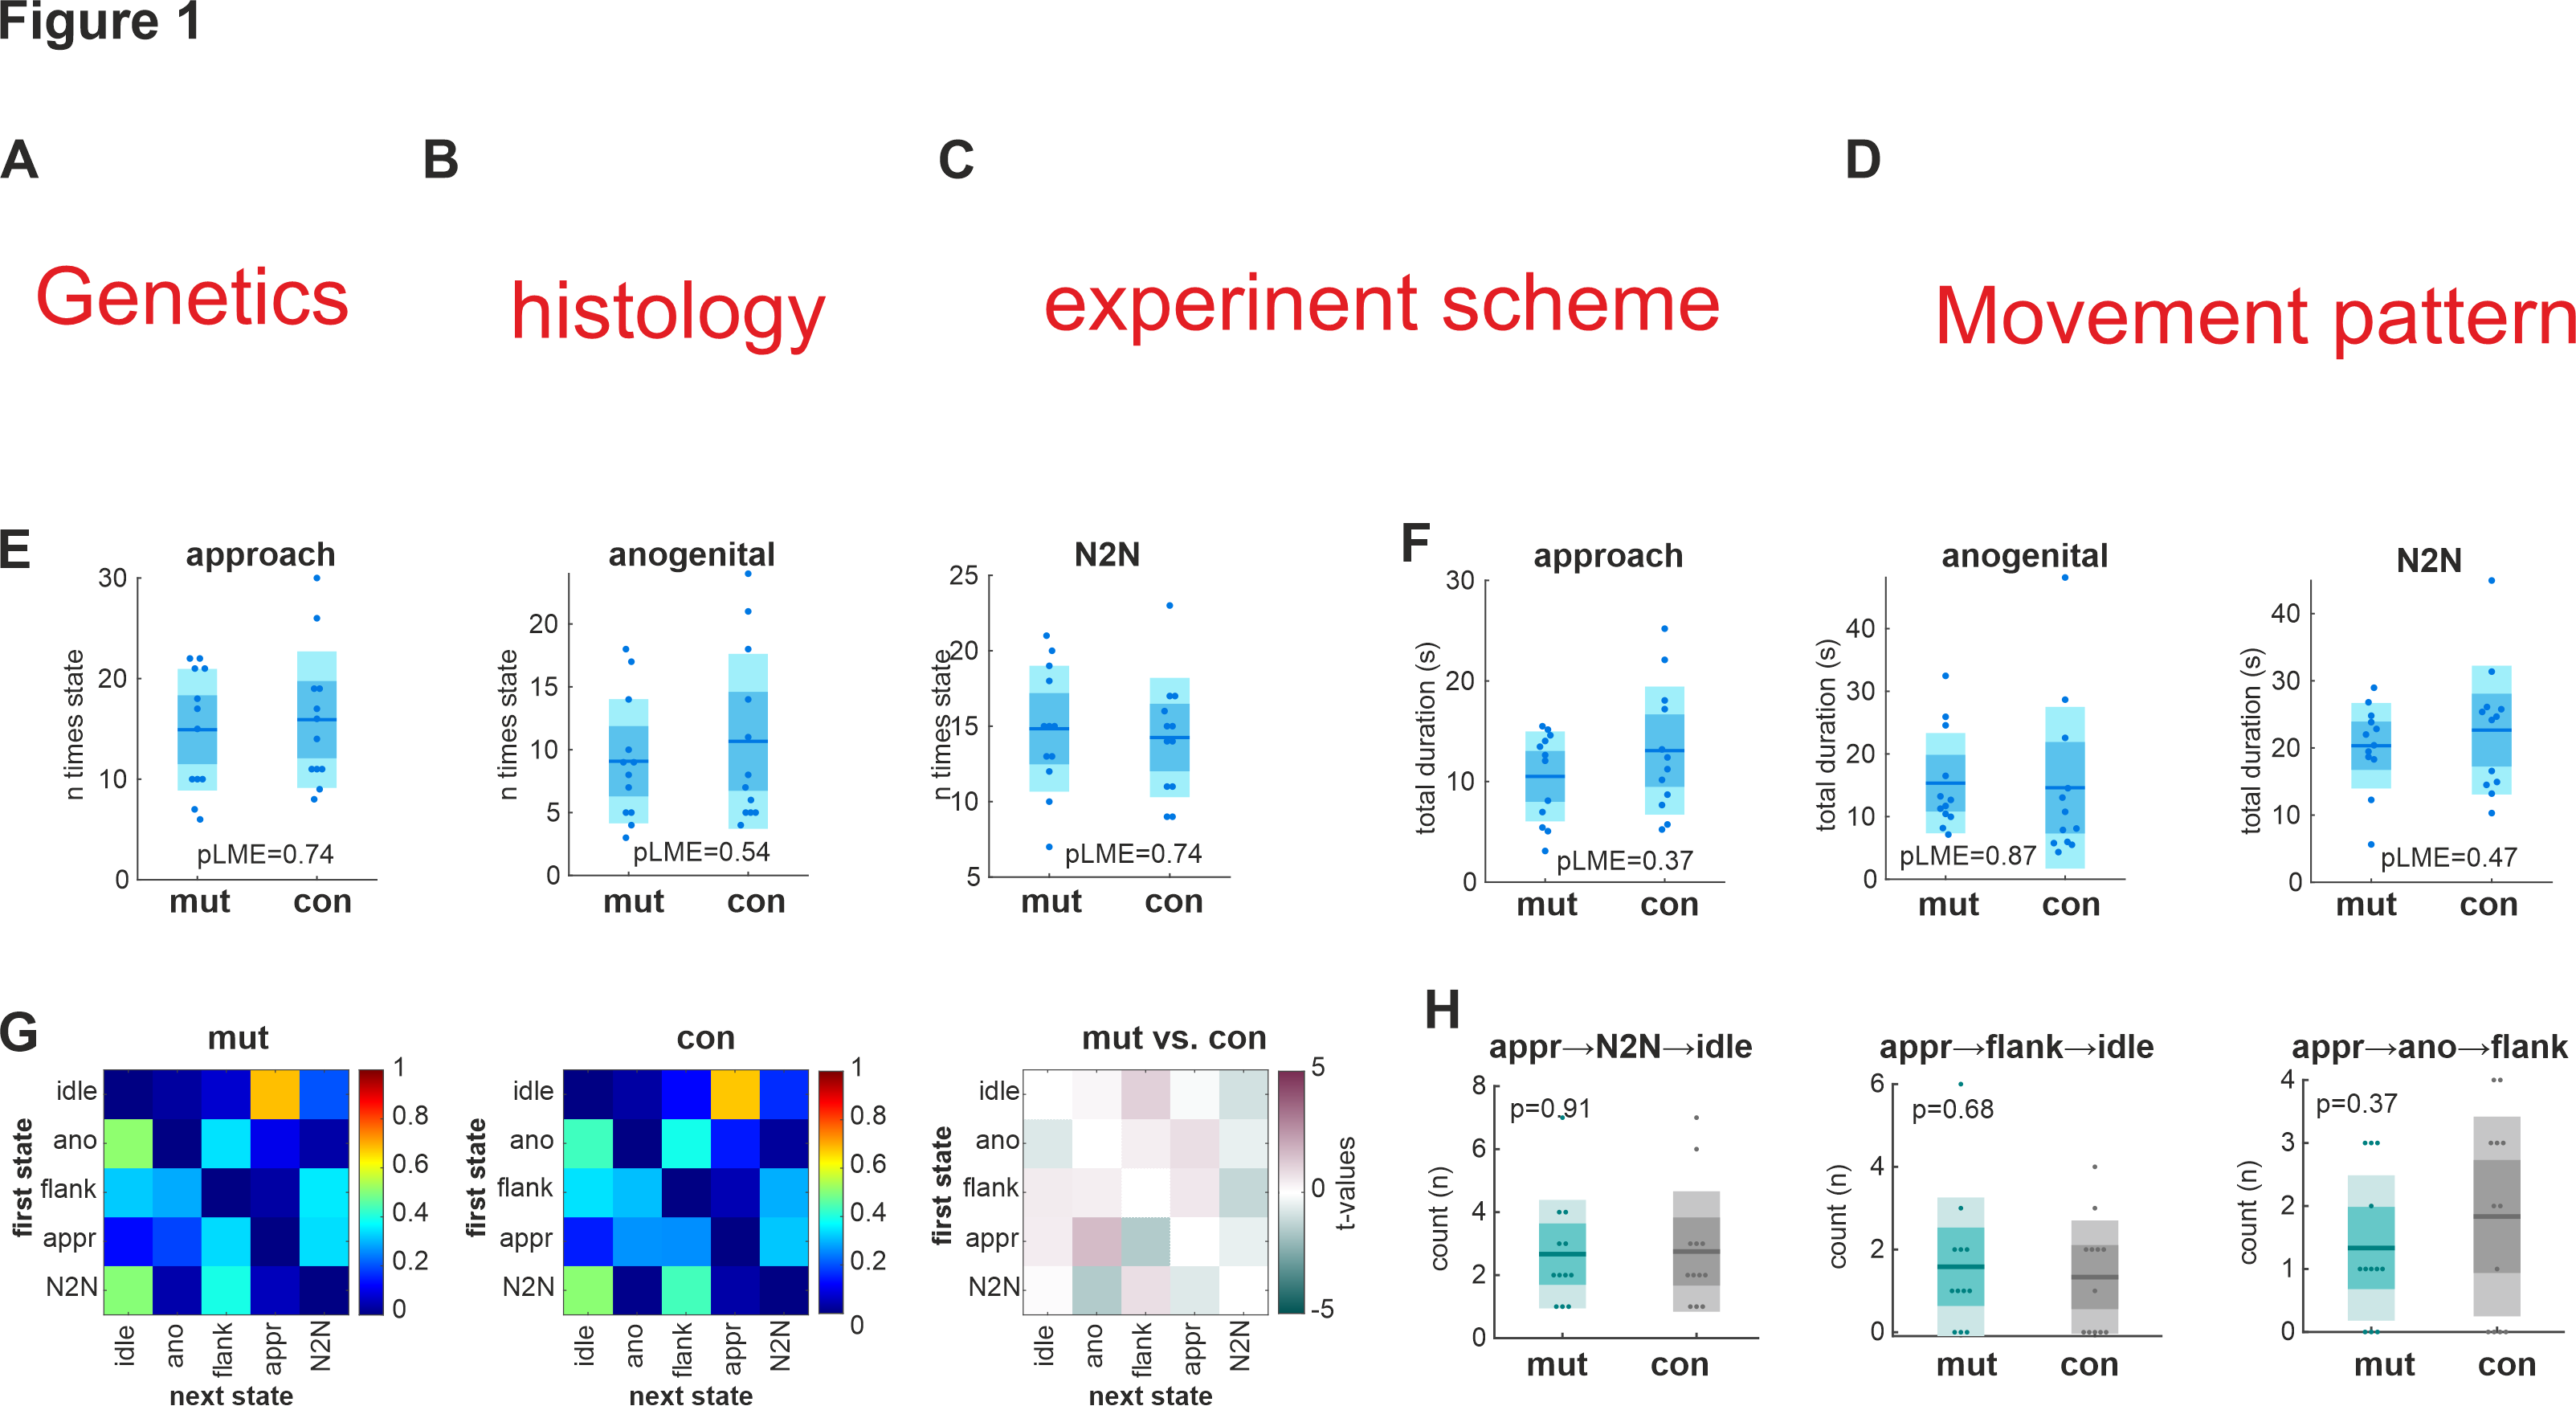 Figure 1
A
B
C
D
Genetics
histology
experinent scheme
Movement pattern
E
approach
n times state
30
20
10
0
pLME=0.74
mut
con
anogenital
n times state
20
15
10
5
0
pLME=0.54
mut
con
N2N
n times state
25
20
15
10
5
pLME=0.74
mut
con
F
approach
total duration (s)
30
20
10
0
pLME=0.37
mut
con
anogenital
total duration (s)
40
30
20
10
0
pLME=0.87
mut
con
N2N
total duration (s)
40
30
20
10
0
pLME=0.47
mut
con
G
mut
first state
idle
ano
flank
appr
N2N
idle
ano
flank
appr
N2N
next state
1
0.8
0.6
0.4
0.2
0
con
first state
idle
ano
flank
appr
N2N
idle
ano
flank
appr
N2N
next state
1
0.8
0.6
0.4
0.2
0
mut vs. con
first state
idle
ano
flank
appr
N2N
idle
ano
flank
appr
N2N
next state
5
0
-5
t-values
H
appr→N2N→idle
count (n)
8
6
4
2
0
p=0.91
mut
con
appr→flank→idle
count (n)
6
4
2
0
p=0.68
mut
con
appr→ano→flank
count (n)
4
3
2
1
0
p=0.37
mut
con